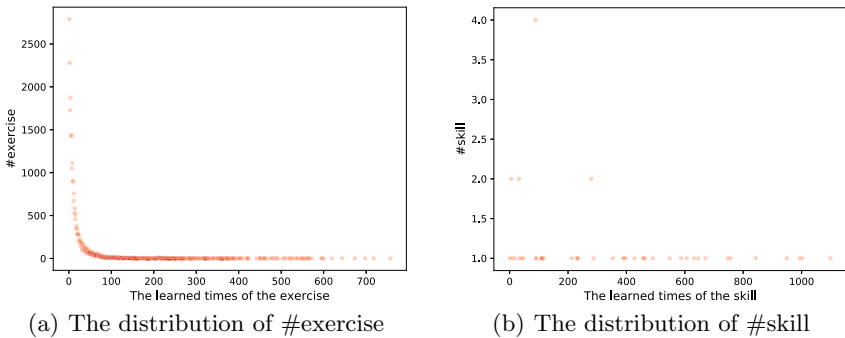 2500
2000
1500
1000
500
0
#exercise
0 100 200 300 400 500 600 700
The learned times of the exercise
(a) The distribution of #exercise
4.0
3.5
3.0
2.5
2.0
1.5
1.0
#skill
0 200 400 600 800 1000
The learned times of the skill
(b) The distribution of #skill